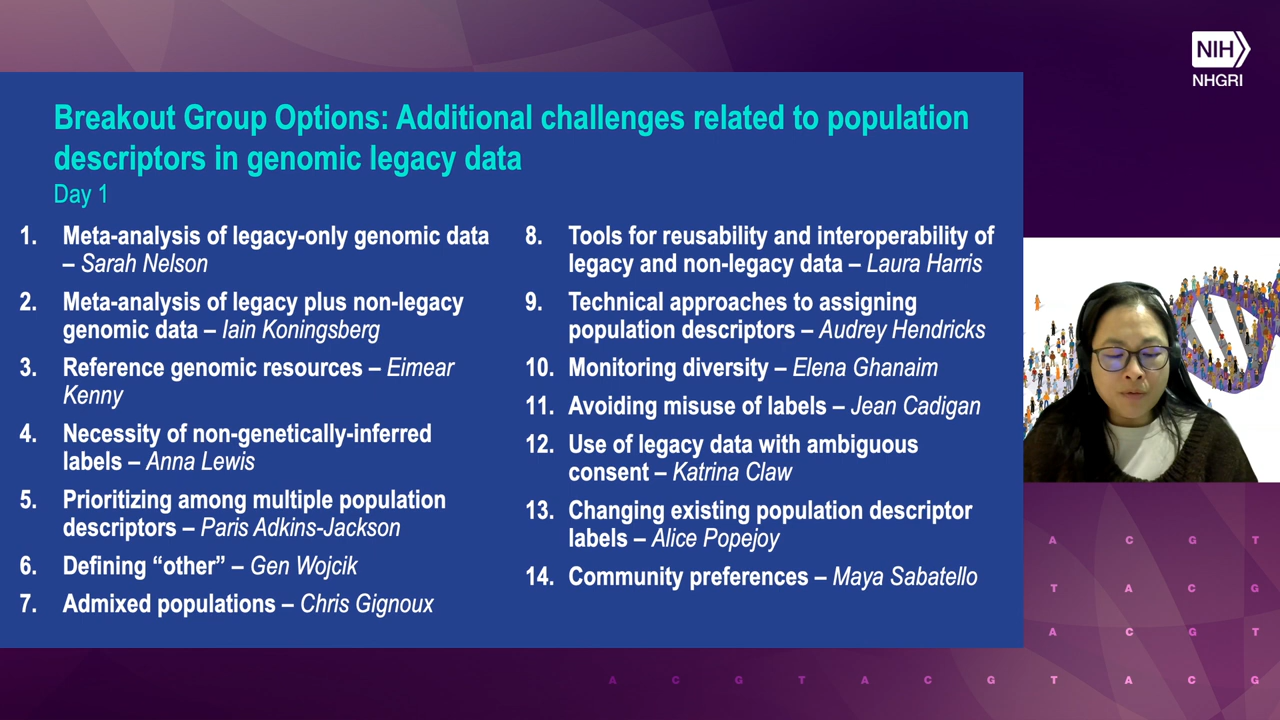 NIH
NHGRI
Breakout Group Options: Additional challenges related to population
descriptors in genomic legacy data
Day 1
1. Meta-analysis of legacy-only genomic data
– Sarah Nelson
2. Meta-analysis of legacy plus non-legacy
genomic data – Iain Koningsberg
3. Reference genomic resources – Eimear
Kenny
4. Necessity of non-genetically-inferred
labels – Anna Lewis
5. Prioritizing among multiple population
descriptors – Paris Adkins-Jackson
6. Defining “other” – Gen Wojcik
7. Admixed populations – Chris Gignoux
8. Tools for reusability and interoperability of
legacy and non-legacy data – Laura Harris
9. Technical approaches to assigning
population descriptors – Audrey Hendricks
10. Monitoring diversity – Elena Ghanaim
11. Avoiding misuse of labels – Jean Cadigan
12. Use of legacy data with ambiguous
consent – Katrina Claw
13. Changing existing population descriptor
labels – Alice Popejoy
14. Community preferences – Maya Sabatello
A C G T
T A C G
A C G T
A C G T A C G T A C G